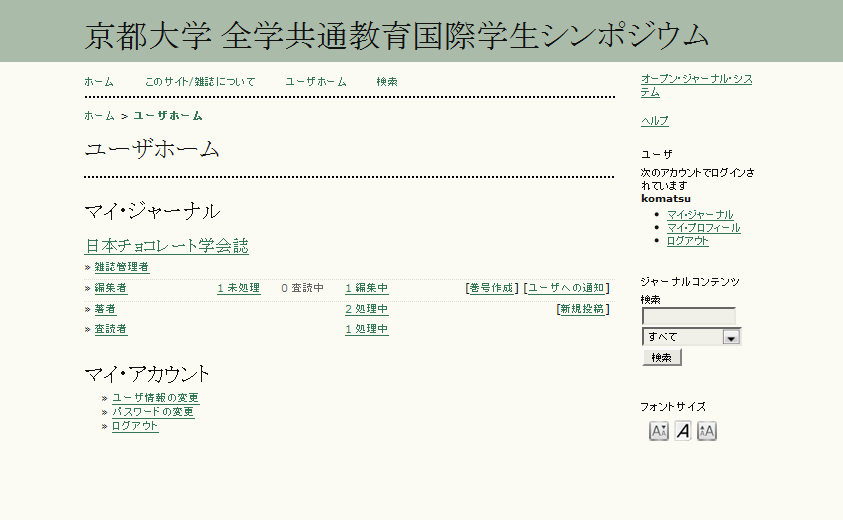 京都大学 全学共通教育国際学生シンポジウム
ホーム このサイト/雑誌について ユーザホーム 検索
ホーム > ユーザホーム
ユーザホーム
マイ・ジャーナル
日本チョコレート学会誌
» 雑誌管理者
» 編集者 1 未処理 0 査読中 1 編集中 [巻号作成] [ユーザへの通知]
» 著者 2 処理中 [新規投稿]
» 査読者 1 処理中
マイ・アカウント
» ユーザ情報の変更
» パスワードの変更
» ログアウト
オープン・ジャーナル・シス
テム
ヘルプ
ユーザ
次のアカウントでログインさ
れています
komatsu
• マイ・ジャーナル
• マイ・プロフィール
• ログアウト
ジャーナルコンテンツ
検索
すべて
検索
フォントサイズ
AA A AA